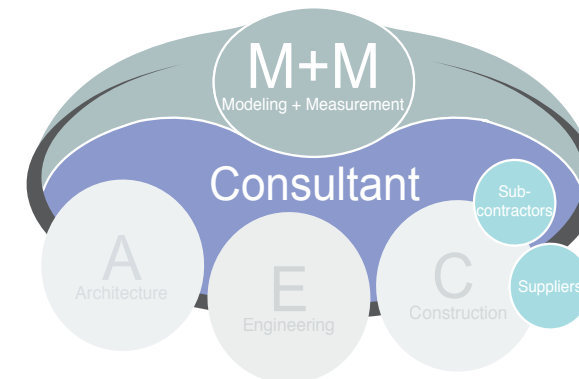 M+M
Modeling + Measurement
Consultant
Sub-
contractors
A
Architecture
E
Engineering
C
Construction
Suppliers